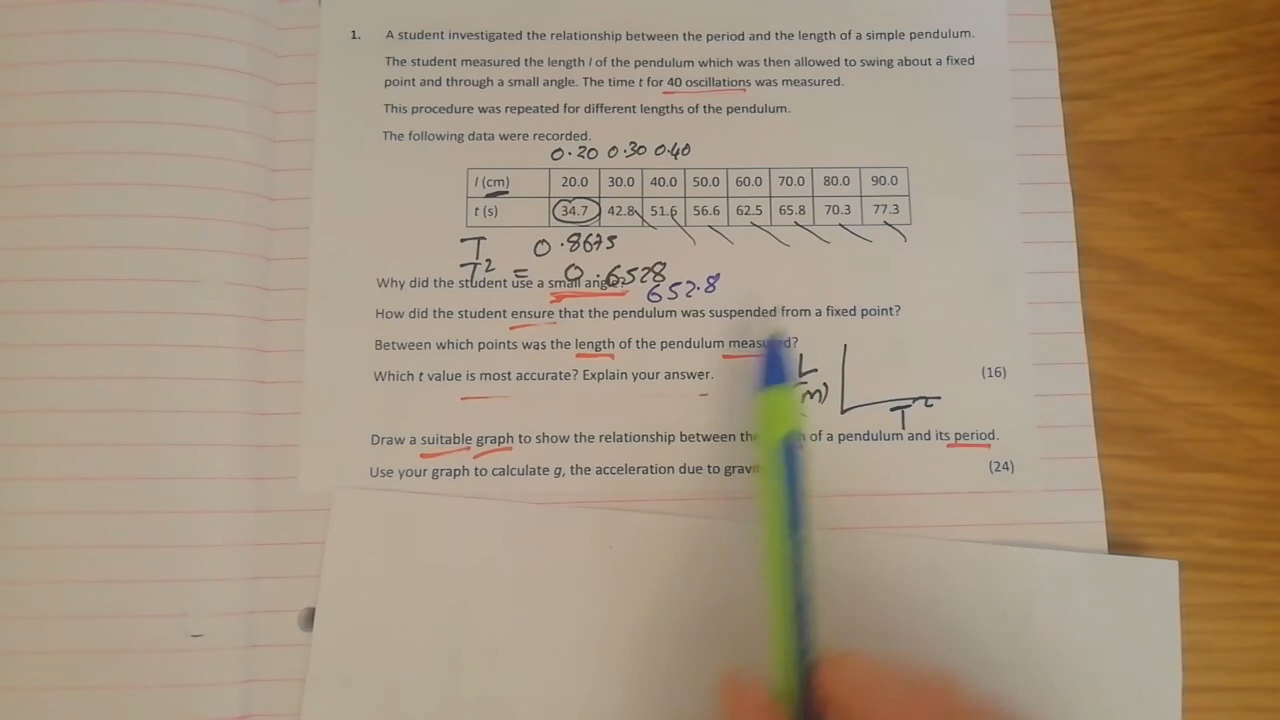 1. A student investigated the relationship between the period and the length of a simple pendulum.
The student measured the length l of the pendulum which was then allowed to swing about a fixed
point and through a small angle. The time t for 40 oscillations was measured.
This procedure was repeated for different lengths of the pendulum.
The following data were recorded.
0.20 0.30 0.40
l (cm) 20.0 30.0 40.0 50.0 60.0 70.0 80.0 90.0
t (s) 34.7 42.8 51.6 56.6 62.5 65.8 70.3 77.3
T 0.8675
T² = 0.6528
Why did the student use a small angle?
652.8
How did the student ensure that the pendulum was suspended from a fixed point?
Between which points was the length of the pendulum measured?
L
Which t value is most accurate? Explain your answer. (16)
(m)
T²
Draw a suitable graph to show the relationship between the of a pendulum and its period.
Use your graph to calculate g, the acceleration due to (24)